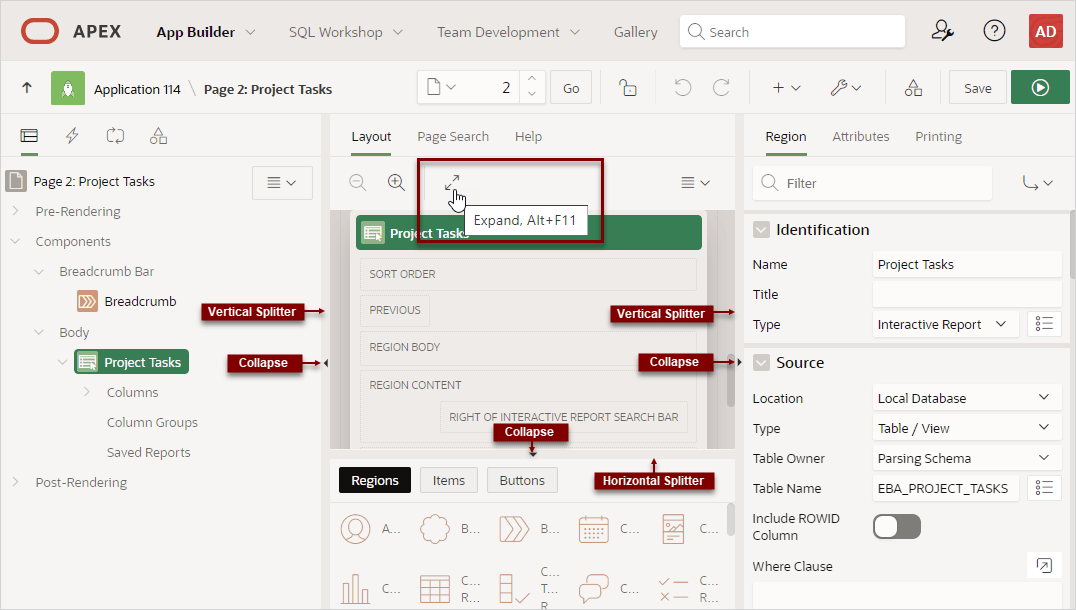 APEX
App Builder
SQL Workshop
Team Development
Gallery
Search
AD
Application 114
\
Page 2: Project Tasks
2
Go
Save
Page 2: Project Tasks
Pre-Rendering
Components
Breadcrumb Bar
Breadcrumb
Body
Project Tasks
Columns
Column Groups
Saved Reports
Post-Rendering
Vertical Splitter
Collapse
Layout
Page Search
Help
Expand, Alt+F11
Project Tasks
SORT ORDER
PREVIOUS
REGION BODY
REGION CONTENT
RIGHT OF INTERACTIVE REPORT SEARCH BAR
Vertical Splitter
Collapse
Collapse
Horizontal Splitter
Regions
Items
Buttons
A...
B...
B...
C...
C...
C...
C...
R...
C...
T...
R
C...
C...
R...
Region
Attributes
Printing
Filter
Identification
Name
Project Tasks
Title
Type
Interactive Report
Source
Location
Local Database
Type
Table / View
Table Owner
Parsing Schema
Table Name
EBA_PROJECT_TASKS
Include ROWID
Column
Where Clause